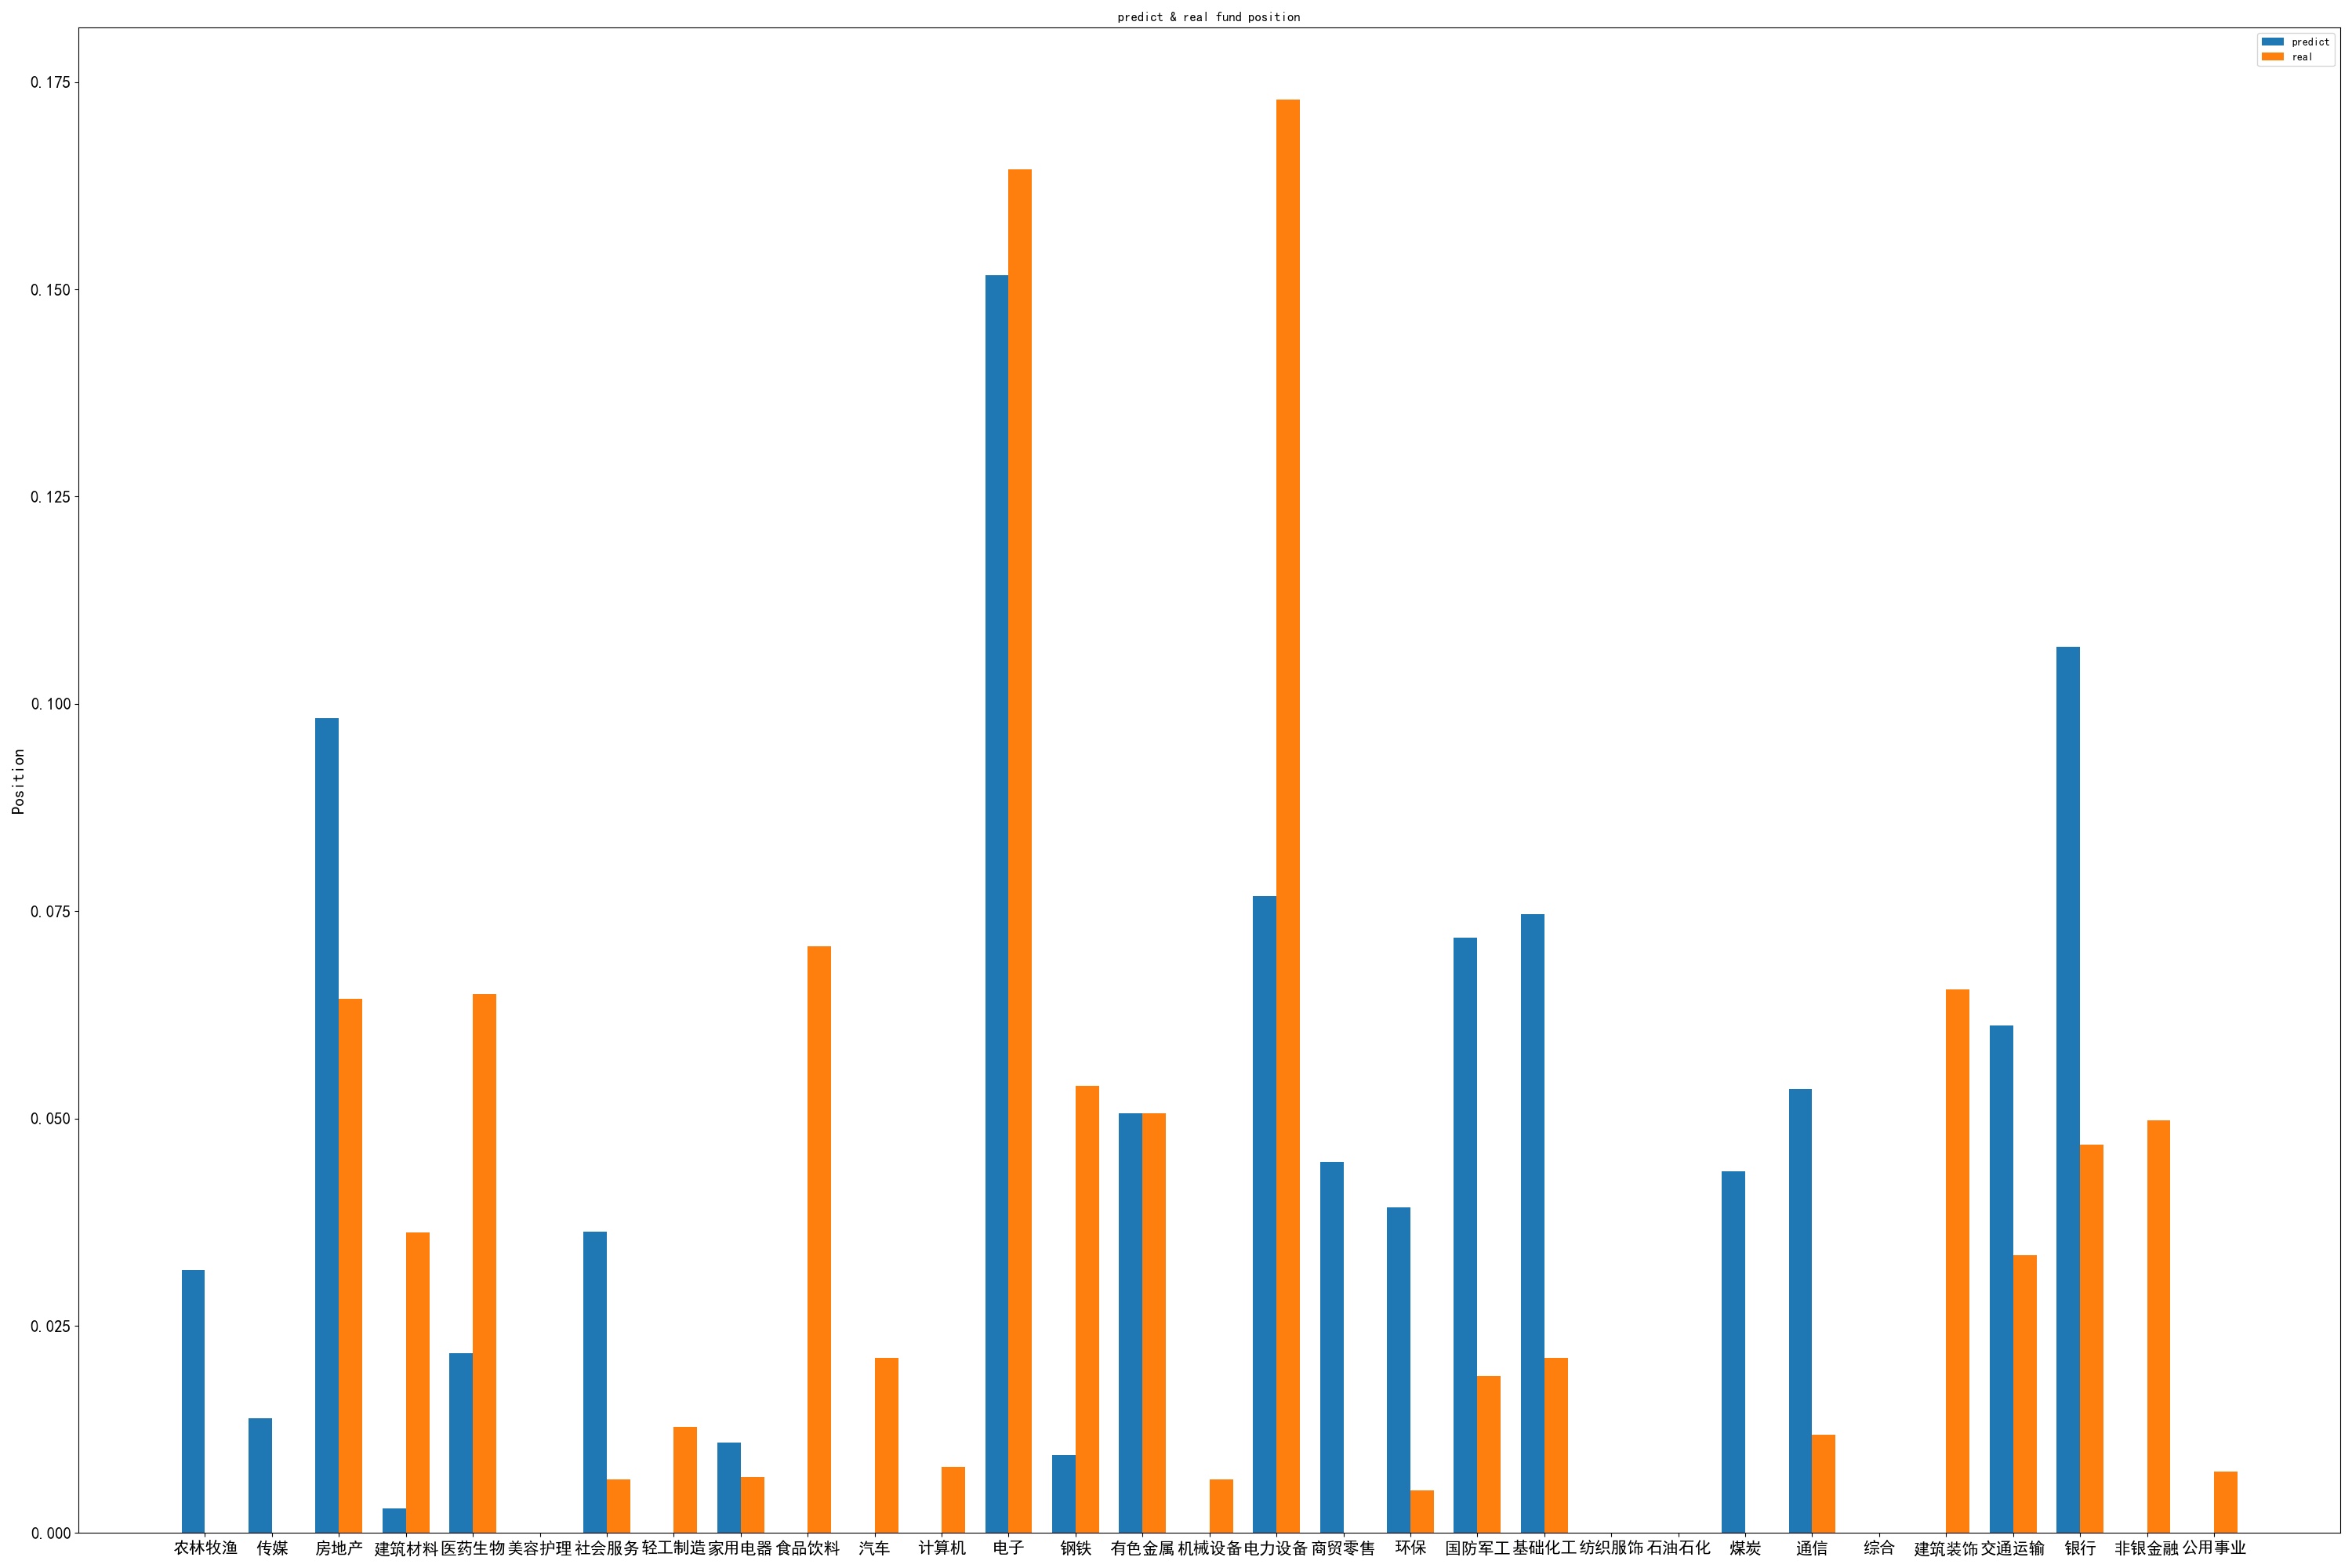 predict & real fund position
predict
real
Position
0.175
0.150
0.125
0.100
0.075
0.050
0.025
0.000
农林牧渔 传媒 房地产 建筑材料 医药生物 美容护理 社会服务 轻工制造 家用电器 食品饮料 汽车 计算机 电子 钢铁 有色金属 机械设备 电力设备 商贸零售 环保 国防军工 基础化工 纺织服饰 石油石化 煤炭 通信 综合 建筑装饰 交通运输 银行 非银金融 公用事业